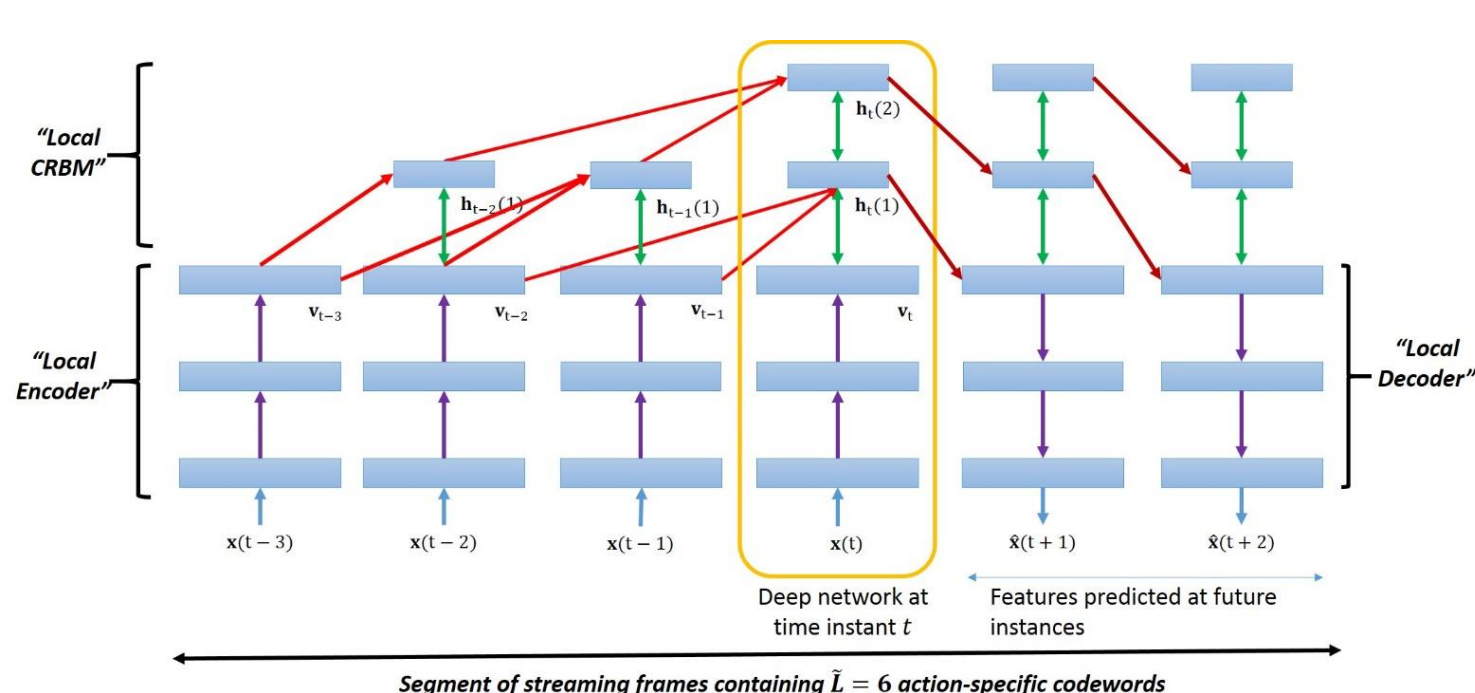 “Local
CRBM”
h_t(2)
h_{t−2}(1)
h_{t−1}(1)
h_t(1)
v_{t−3}
v_{t−2}
v_{t−1}
v_t
“Local
Encoder”
“Local
Decoder”
x(t − 3)
x(t − 2)
x(t − 1)
x(t)
x̂(t + 1)
x̂(t + 2)
Deep network at
time instant t
Features predicted at future
instances
Segment of streaming frames containing L̃ = 6 action-specific codewords